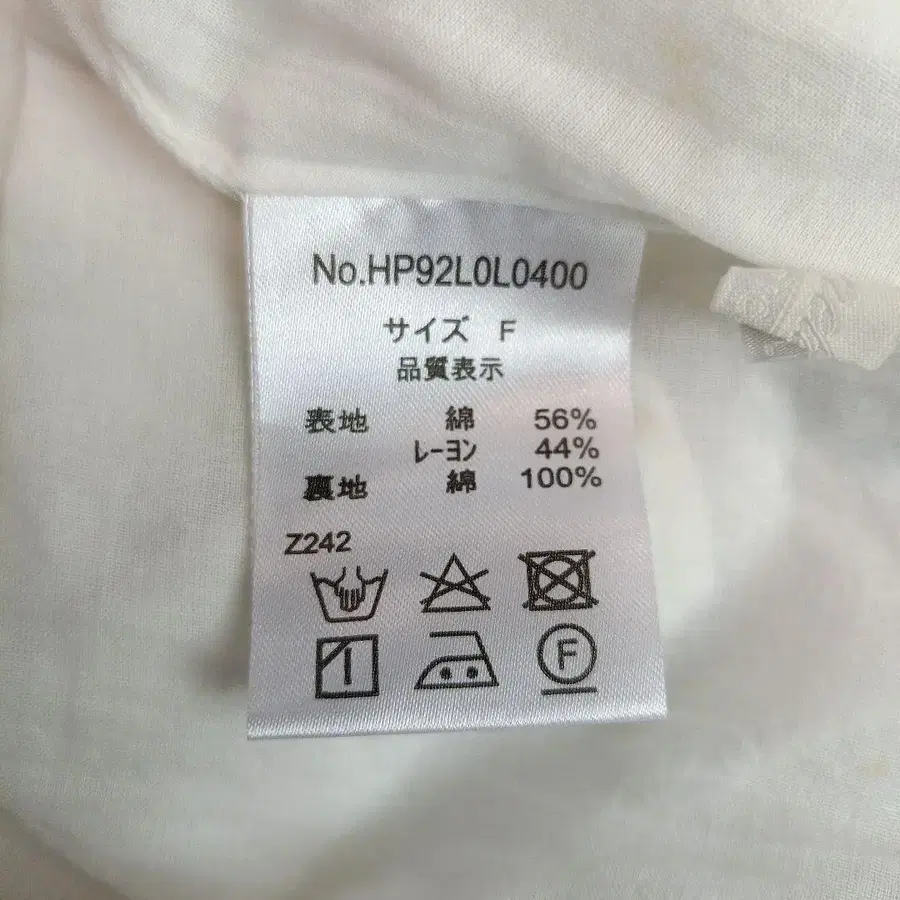 No.HP92L0L0400
サイズ F
品質表示
表地 綿 56%
レーヨン 44%
裏地 綿 100%
Z242
F